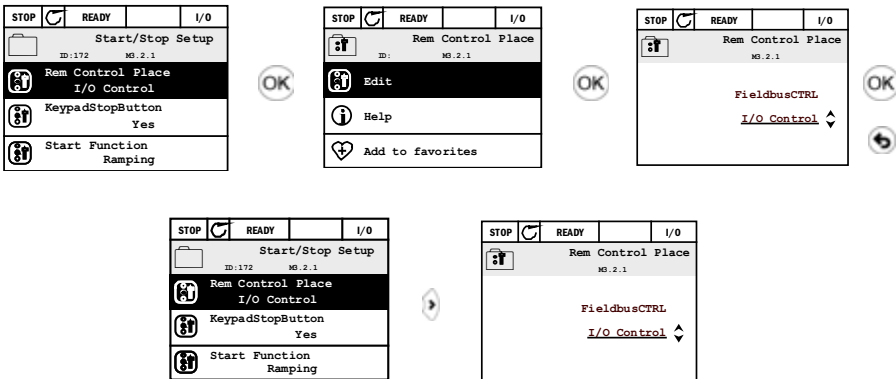 STOP READY I/O
Start/Stop Setup
ID:172 M3.2.1
Rem Control Place
I/O Control
KeypadStopButton
Yes
Start Function
Ramping
OK
STOP READY I/O
Rem Control Place
ID: M3.2.1
Edit
Help
Add to favorites
OK
STOP READY I/O
Rem Control Place
M3.2.1
FieldbusCTRL
I/O Control
OK
STOP READY I/O
Start/Stop Setup
ID:172 M3.2.1
Rem Control Place
I/O Control
KeypadStopButton
Yes
Start Function
Ramping
STOP READY I/O
Rem Control Place
M3.2.1
FieldbusCTRL
I/O Control